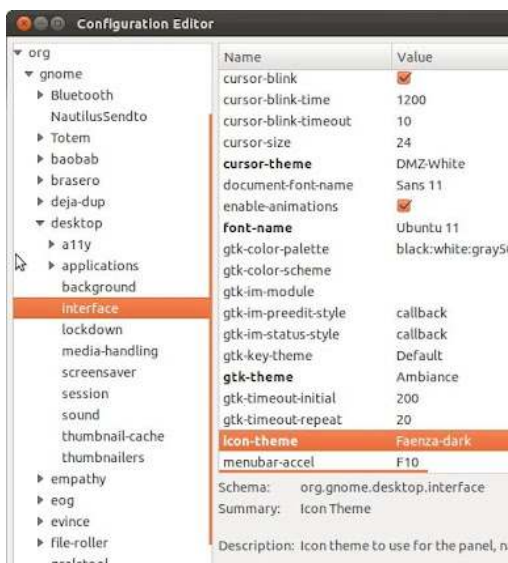 Configuration Editor
org
gnome
Bluetooth
NautilusSendto
Totem
baobab
brasero
deja-dup
desktop
a11y
applications
background
interface
lockdown
media-handling
screensaver
session
sound
thumbnail-cache
thumbnailers
empathy
eog
evince
file-roller
Name Value
cursor-blink
cursor-blink-time 1200
cursor-blink-timeout 10
cursor-size 24
cursor-theme DMZ-White
document-font-name Sans 11
enable-animations
font-name Ubuntu 11
gtk-color-palette black:white:gray50
gtk-color-scheme
gtk-im-module
gtk-im-preedit-style callback
gtk-im-status-style callback
gtk-key-theme Default
gtk-theme Ambiance
gtk-timeout-initial 200
gtk-timeout-repeat 20
icon-theme Faenza-dark
menubar-accel F10
Schema: org.gnome.desktop.interface
Summary: Icon Theme
Description: Icon theme to use for the panel, n